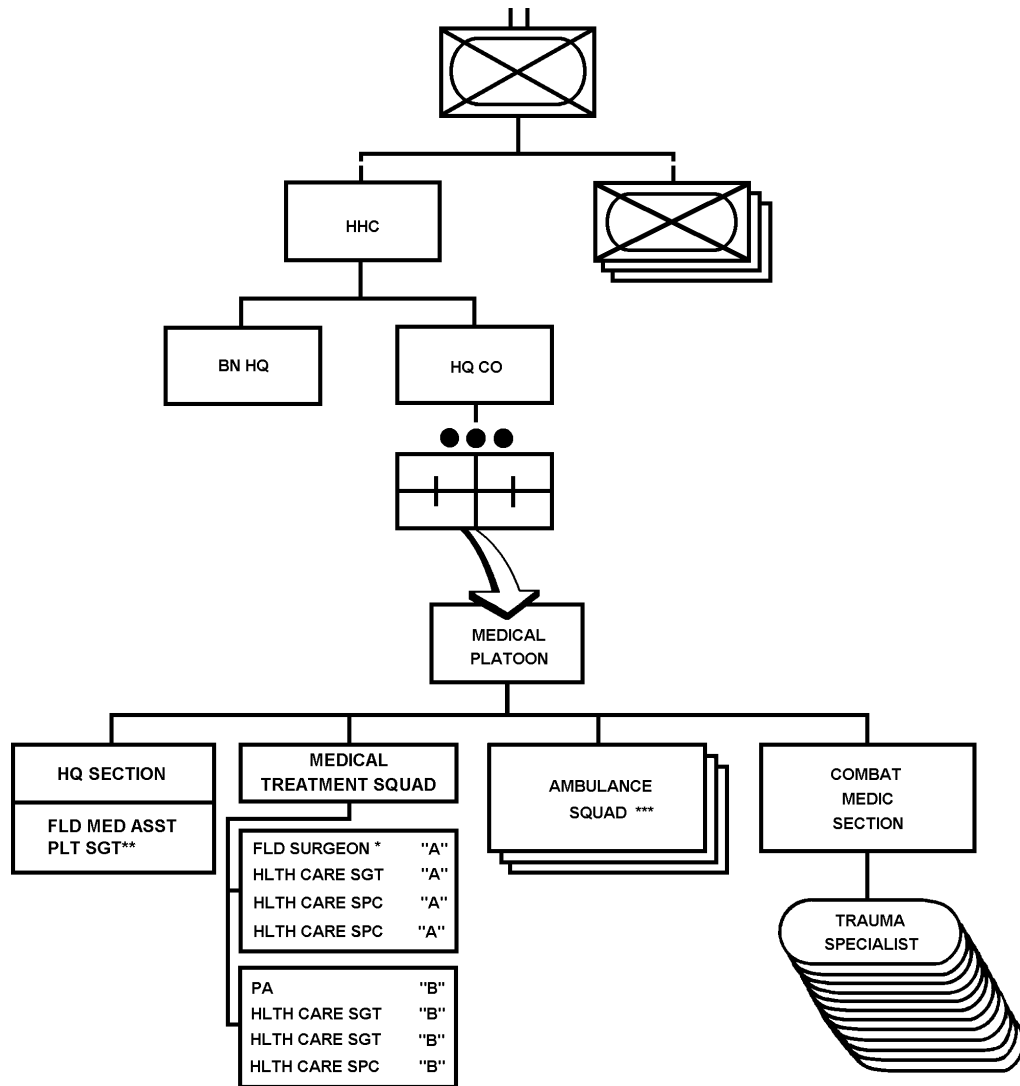 HHC
BN HQ
HQ CO
MEDICAL
PLATOON
HQ SECTION
FLD MED ASST
PLT SGT**
MEDICAL
TREATMENT SQUAD
FLD SURGEON * "A"
HLTH CARE SGT "A"
HLTH CARE SPC "A"
HLTH CARE SPC "A"
PA "B"
HLTH CARE SGT "B"
HLTH CARE SGT "B"
HLTH CARE SPC "B"
AMBULANCE
SQUAD ***
COMBAT
MEDIC
SECTION
TRAUMA
SPECIALIST